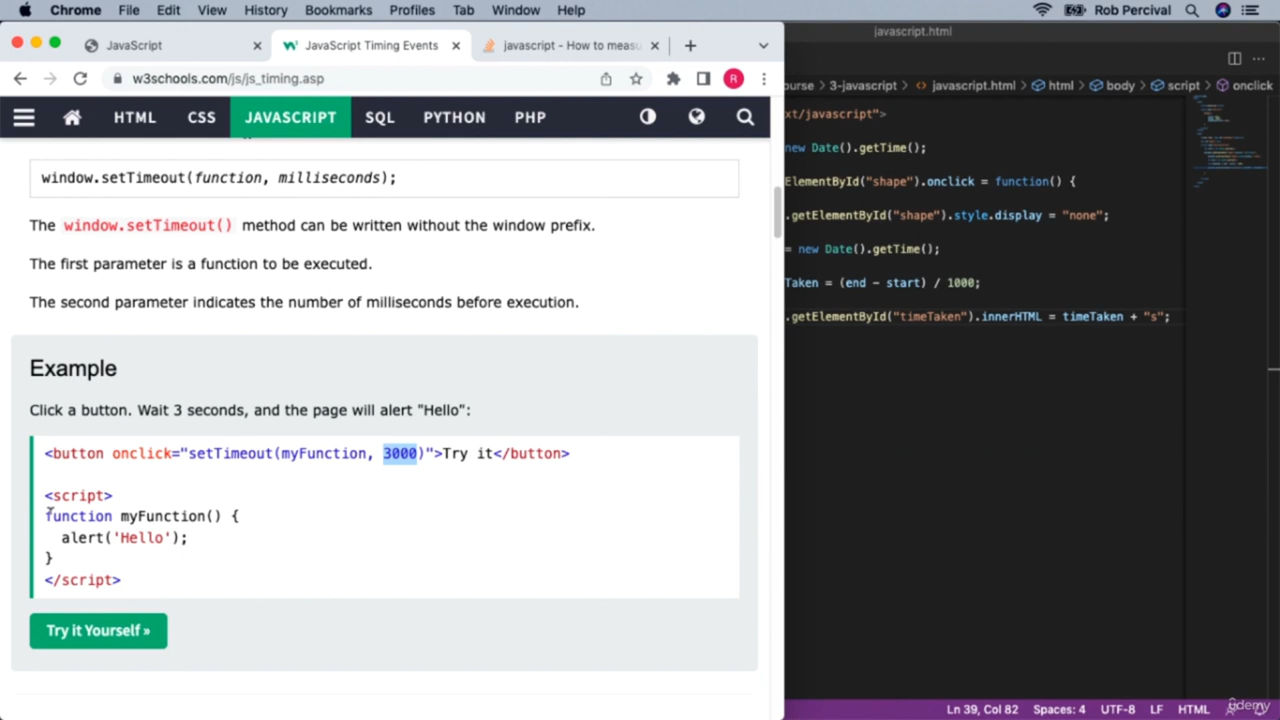 Chrome File Edit View History Bookmarks Profiles Tab Window Help Rob Percival
JavaScript
JavaScript Timing Events
javascript - How to measu
javascript.html
w3schools.com/js/js_timing.asp
R
ourse > 3-javascript > javascript.html > html > body > script > onclick
HTML CSS JAVASCRIPT SQL PYTHON PHP
window.setTimeout(function, milliseconds);
The window.setTimeout() method can be written without the window prefix.
The first parameter is a function to be executed.
The second parameter indicates the number of milliseconds before execution.
Example
Click a button. Wait 3 seconds, and the page will alert "Hello":
<button onclick="setTimeout(myFunction, 3000)">Try it</button>
<script>
function myFunction() {
alert('Hello');
}
</script>
Try it Yourself »
xt/javascript">
new Date().getTime();
ElementById("shape").onclick = function() {
.getElementById("shape").style.display = "none";
= new Date().getTime();
Taken = (end - start) / 1000;
.getElementById("timeTaken").innerHTML = timeTaken + "s";
Ln 39, Col 82 Spaces: 4 UTF-8 LF HTML
ûdemy